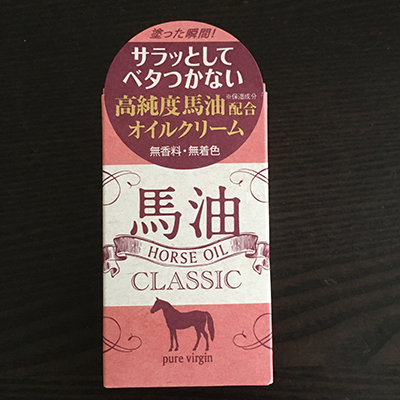 塗った瞬間!
サラッとして
ベタつかない
※保湿成分
高純度馬油配合
オイルクリーム
無香料・無着色
馬油
HORSE OIL
CLASSIC
pure virgin